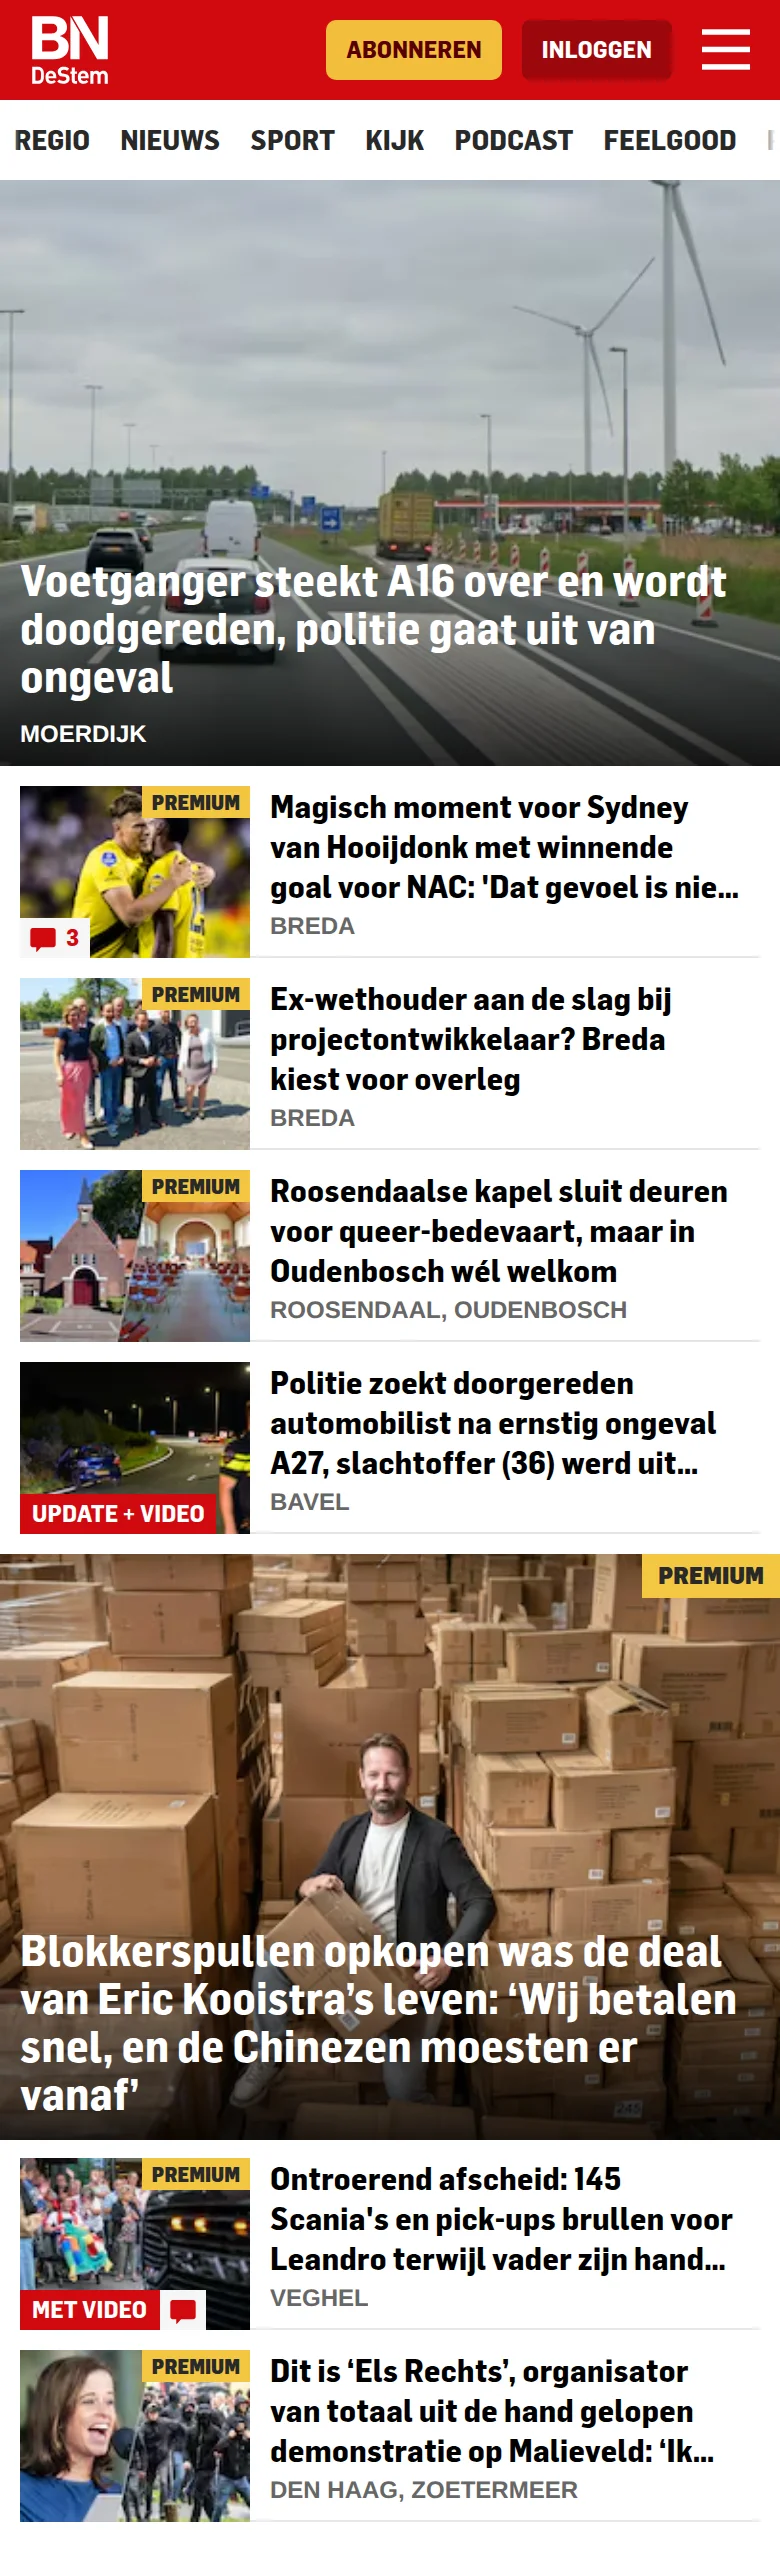 BN
DeStem
ABONNEREN
INLOGGEN
REGIO NIEUWS SPORT KIJK PODCAST FEELGOOD
Voetganger steekt A16 over en wordt
doodgereden, politie gaat uit van
ongeval
MOERDIJK
PREMIUM
3
Magisch moment voor Sydney
van Hooijdonk met winnende
goal voor NAC: 'Dat gevoel is nie...
BREDA
PREMIUM
Ex-wethouder aan de slag bij
projectontwikkelaar? Breda
kiest voor overleg
BREDA
PREMIUM
Roosendaalse kapel sluit deuren
voor queer-bedevaart, maar in
Oudenbosch wél welkom
ROOSENDAAL, OUDENBOSCH
UPDATE + VIDEO
Politie zoekt doorgereden
automobilist na ernstig ongeval
A27, slachtoffer (36) werd uit...
BAVEL
PREMIUM
Blokkerspullen opkopen was de deal
van Eric Kooistra’s leven: ‘Wij betalen
snel, en de Chinezen moesten er
vanaf’
PREMIUM
MET VIDEO
Ontroerend afscheid: 145
Scania's en pick-ups brullen voor
Leandro terwijl vader zijn hand...
VEGHEL
PREMIUM
Dit is ‘Els Rechts’, organisator
van totaal uit de hand gelopen
demonstratie op Malieveld: ‘Ik...
DEN HAAG, ZOETERMEER